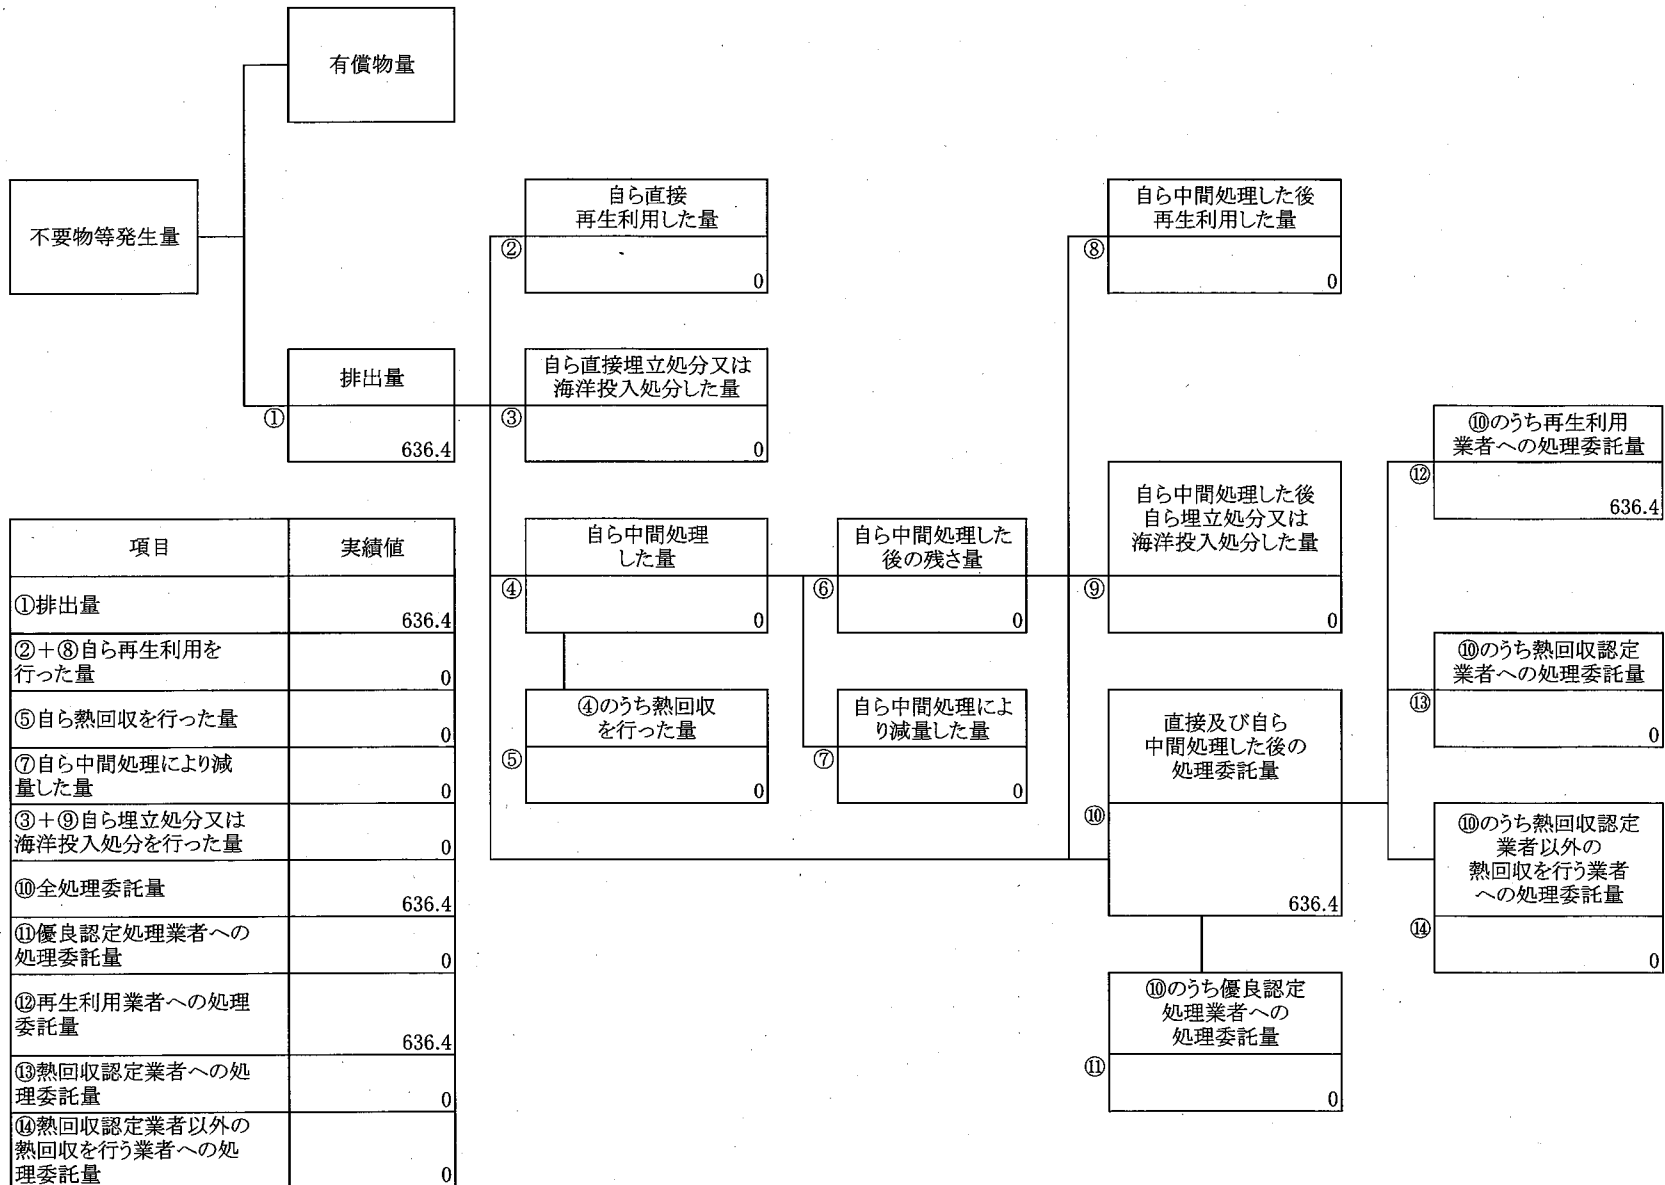 有償物量
不要物等発生量
排出量
①
636.4
自ら直接
再生利用した量
②
0
自ら直接埋立処分又は
海洋投入処分した量
③
0
自ら中間処理
した量
④
0
④のうち熱回収
を行った量
⑤
0
自ら中間処理した
後の残さ量
⑥
0
自ら中間処理によ
り減量した量
⑦
0
自ら中間処理した後
再生利用した量
⑧
0
自ら中間処理した後
自ら埋立処分又は
海洋投入処分した量
⑨
0
直接及び自ら
中間処理した後の
処理委託量
⑩
636.4
⑩のうち優良認定
処理業者への
処理委託量
⑪
0
⑩のうち再生利用
業者への処理委託量
⑫
636.4
⑩のうち熱回収認定
業者への処理委託量
⑬
0
⑩のうち熱回収認定
業者以外の
熱回収を行う業者
への処理委託量
⑭
0
項目 実績値
①排出量
636.4
②+⑧自ら再生利用を
行った量
0
⑤自ら熱回収を行った量
0
⑦自ら中間処理により減
量した量
0
③+⑨自ら埋立処分又は
海洋投入処分を行った量
0
⑩全処理委託量
636.4
⑪優良認定処理業者への
処理委託量
0
⑫再生利用業者への処理
委託量
636.4
⑬熱回収認定業者への処
理委託量
0
⑭熱回収認定業者以外の
熱回収を行う業者への処
理委託量
0